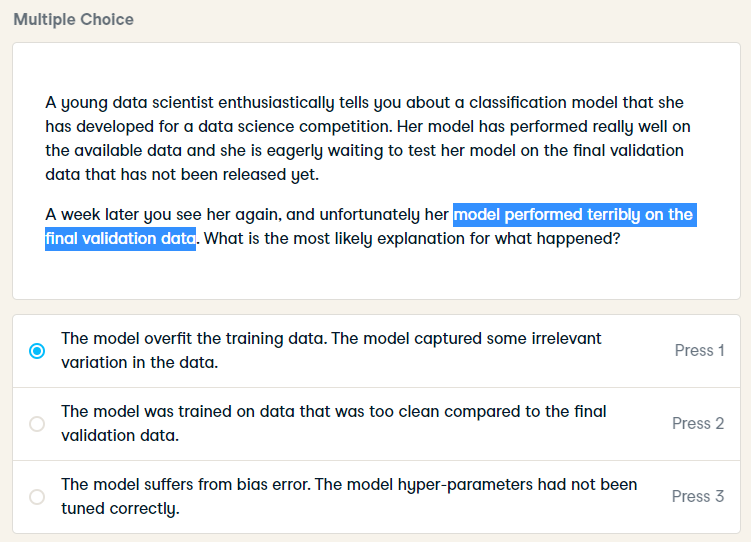 Multiple Choice
A young data scientist enthusiastically tells you about a classification model that she
has developed for a data science competition. Her model has performed really well on
the available data and she is eagerly waiting to test her model on the final validation
data that has not been released yet.
A week later you see her again, and unfortunately her model performed terribly on the
final validation data. What is the most likely explanation for what happened?
The model overfit the training data. The model captured some irrelevant
variation in the data.
Press 1
The model was trained on data that was too clean compared to the final
validation data.
Press 2
The model suffers from bias error. The model hyper-parameters had not been
tuned correctly.
Press 3